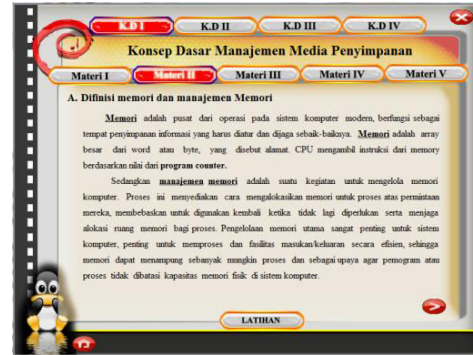 K.D I K.D II K.D III K.D IV
Konsep Dasar Manajemen Media Penyimpanan
Materi I Materi II Materi III Materi IV Materi V
A. Difinisi memori dan manajemen Memori
Memori adalah pusat dari operasi pada sistem komputer modern, berfungsi sebagai
tempat penyimpanan informasi yang harus diatur dan dijaga sebaik-baiknya. Memori adalah array
besar dari word atau byte, yang disebut alamat. CPU mengambil instruksi dari memory
berdasarkan nilai dari program counter.
Sedangkan manajemen memori adalah suatu kegiatan untuk mengelola memori
komputer. Proses ini menyediakan cara mengalokasikan memori untuk proses atas permintaan
mereka, membebaskan untuk digunakan kembali ketika tidak lagi diperlukan serta menjaga
alokasi ruang memori bagi proses. Pengelolaan memori utama sangat penting untuk sistem
komputer, penting untuk memproses dan fasilitas masukan/keluaran secara efisien, sehingga
memori dapat menampung sebanyak mungkin proses dan sebagai upaya agar pemogram atau
proses tidak dibatasi kapasitas memori fisik di sistem komputer.
LATIHAN